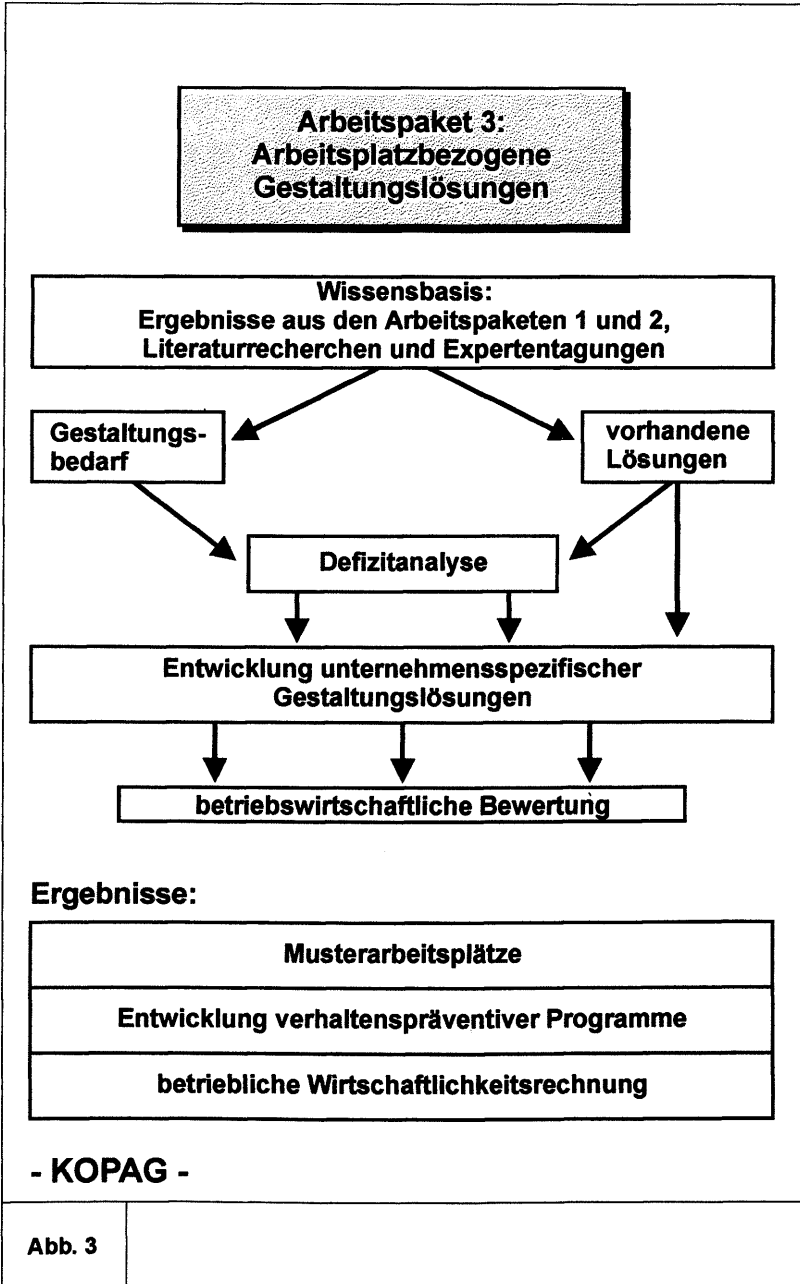 Arbeitspaket 3:
Arbeitsplatzbezogene
Gestaltungslösungen
Wissensbasis:
Ergebnisse aus den Arbeitspaketen 1 und 2,
Literaturrecherchen und Expertentagungen
Gestaltungs-
bedarf
vorhandene
Lösungen
Defizitanalyse
Entwicklung unternehmensspezifischer
Gestaltungslösungen
betriebswirtschaftliche Bewertung
Ergebnisse:
Musterarbeitsplätze
Entwicklung verhaltenspräventiver Programme
betriebliche Wirtschaftlichkeitsrechnung
- KOPAG -
Abb. 3